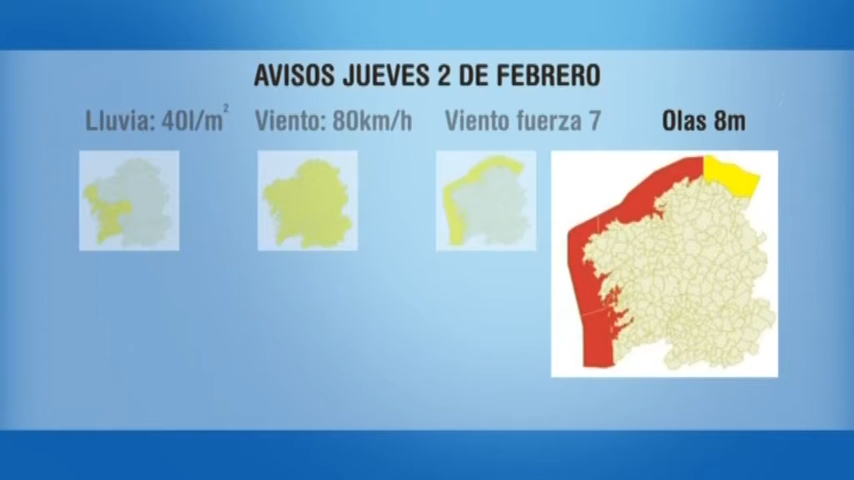 AVISOS JUEVES 2 DE FEBRERO
Lluvia: 40l/m² Viento: 80km/h Viento fuerza 7 Olas 8m